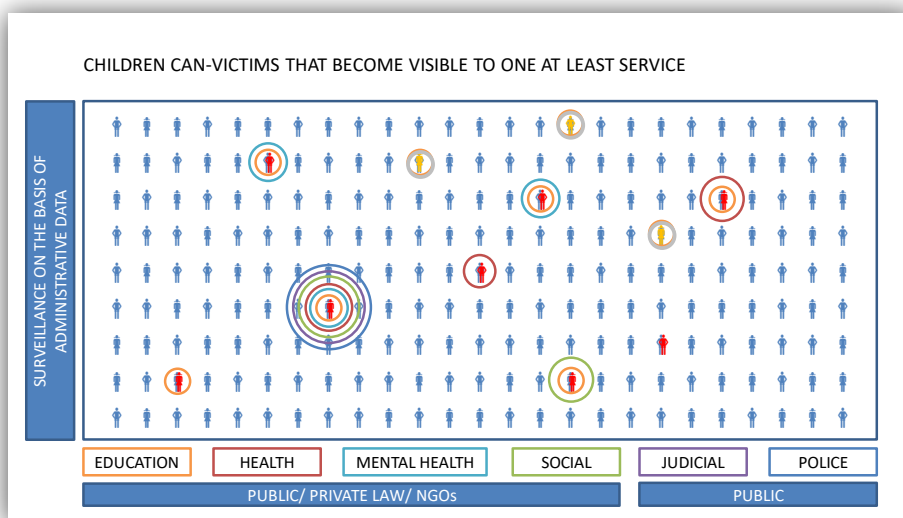 CHILDREN CAN-VICTIMS THAT BECOME VISIBLE TO ONE AT LEAST SERVICE
SURVEILLANCE ON THE BASIS OF
ADMINISTRATIVE DATA
EDUCATION
HEALTH
MENTAL HEALTH
SOCIAL
JUDICIAL
POLICE
PUBLIC/ PRIVATE LAW/ NGOs
PUBLIC